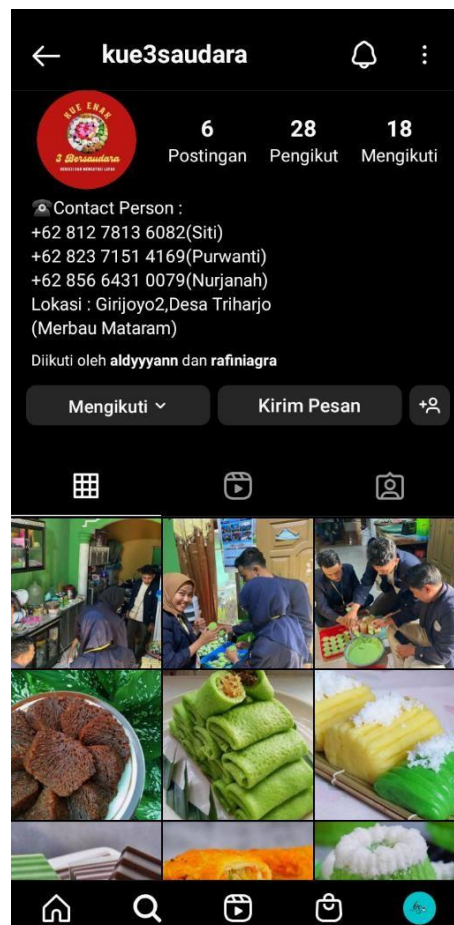 kue3saudara
KUE ENAK
3 Bersaudara
6
Postingan
28
Pengikut
18
Mengikuti
Contact Person :
+62 812 7813 6082(Siti)
+62 823 7151 4169(Purwanti)
+62 856 6431 0079(Nurjanah)
Lokasi : Girijoyo2,Desa Triharjo
(Merbau Mataram)
Diikuti oleh aldyyyann dan rafiniagra
Mengikuti
Kirim Pesan